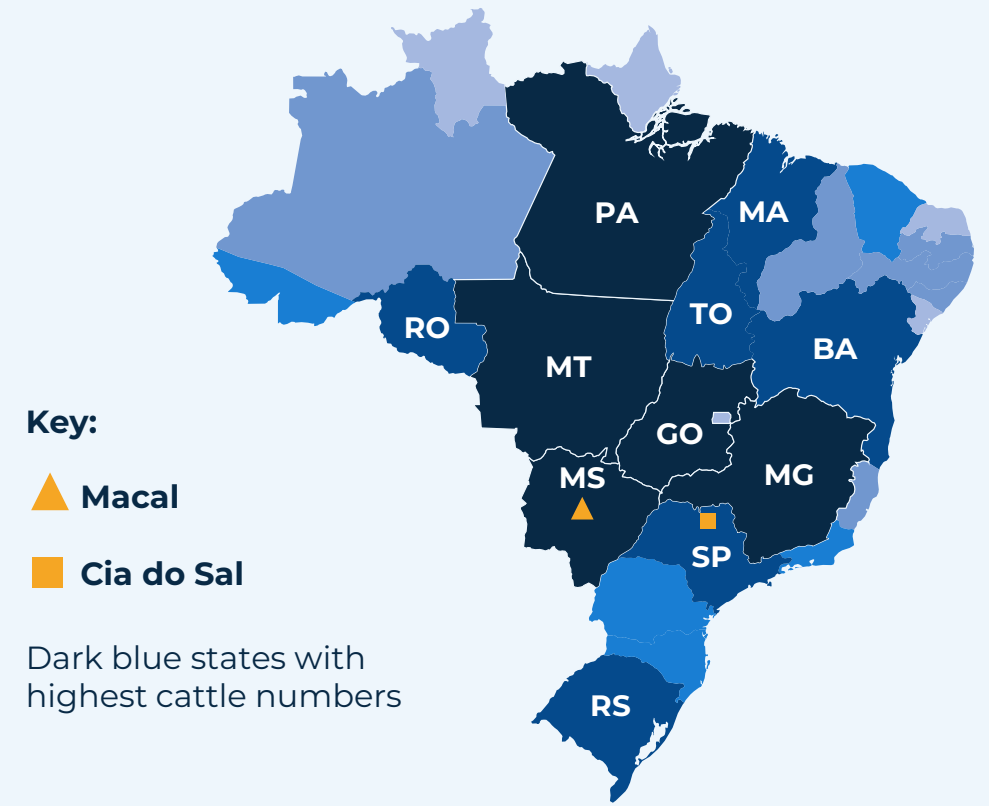 PA
MA
TO
RO
BA
MT
GO
MS
MG
SP
RS
Key:
Macal
Cia do Sal
Dark blue states with
highest cattle numbers